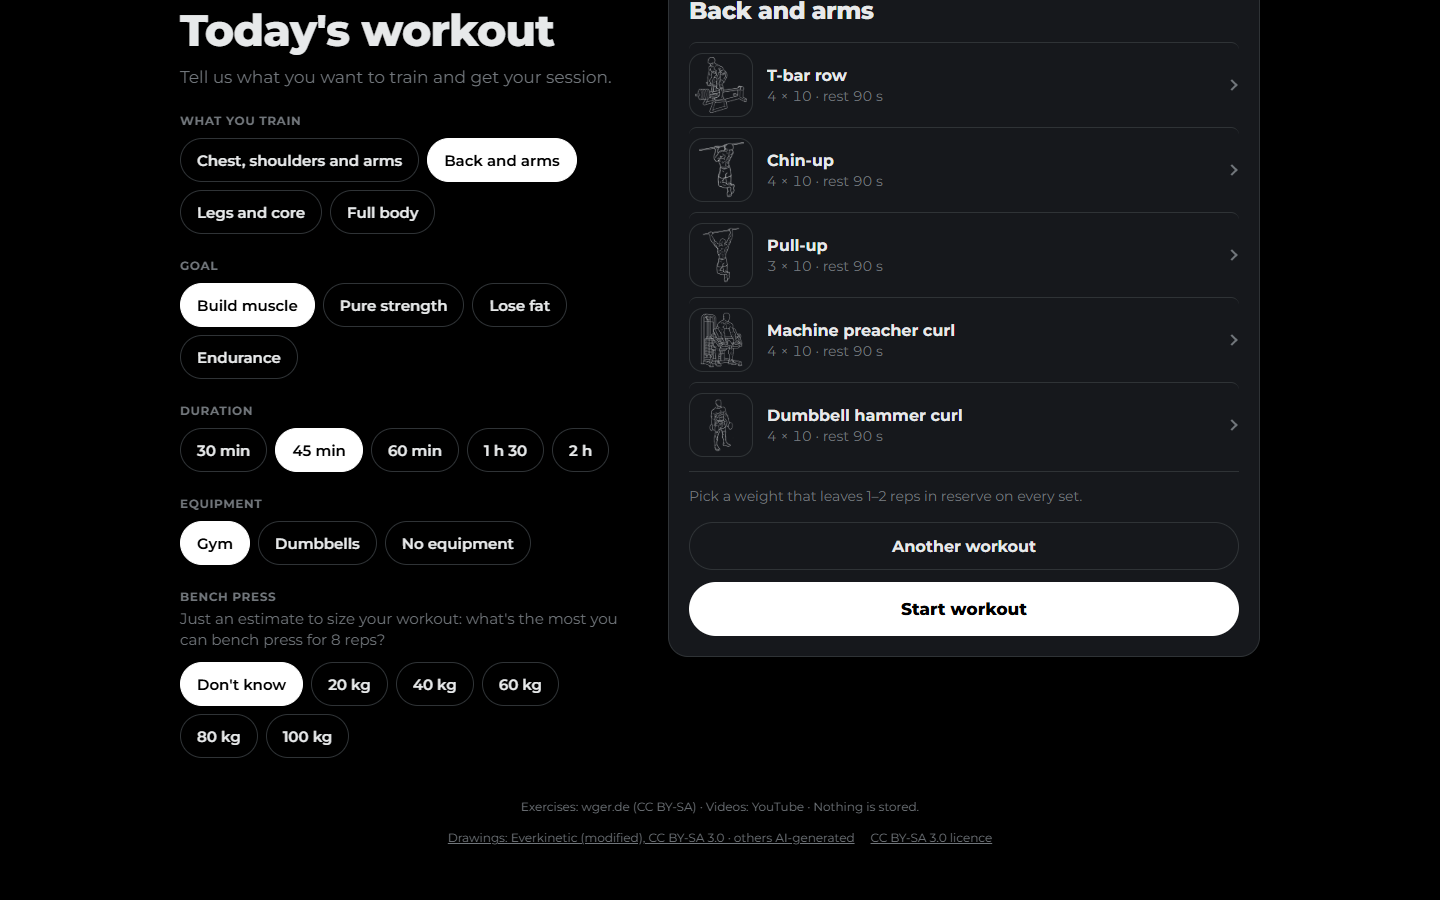 Today's workout
Tell us what you want to train and get your session.
WHAT YOU TRAIN
Chest, shoulders and arms
Back and arms
Legs and core
Full body
GOAL
Build muscle
Pure strength
Lose fat
Endurance
DURATION
30 min
45 min
60 min
1 h 30
2 h
EQUIPMENT
Gym
Dumbbells
No equipment
BENCH PRESS
Just an estimate to size your workout: what's the most you
can bench press for 8 reps?
Don't know
20 kg
40 kg
60 kg
80 kg
100 kg
Back and arms
T-bar row
4 × 10 · rest 90 s
Chin-up
4 × 10 · rest 90 s
Pull-up
3 × 10 · rest 90 s
Machine preacher curl
4 × 10 · rest 90 s
Dumbbell hammer curl
4 × 10 · rest 90 s
Pick a weight that leaves 1–2 reps in reserve on every set.
Another workout
Start workout
Exercises: wger.de (CC BY-SA) · Videos: YouTube · Nothing is stored.
Drawings: Everkinetic (modified), CC BY-SA 3.0 · others AI-generated
CC BY-SA 3.0 licence